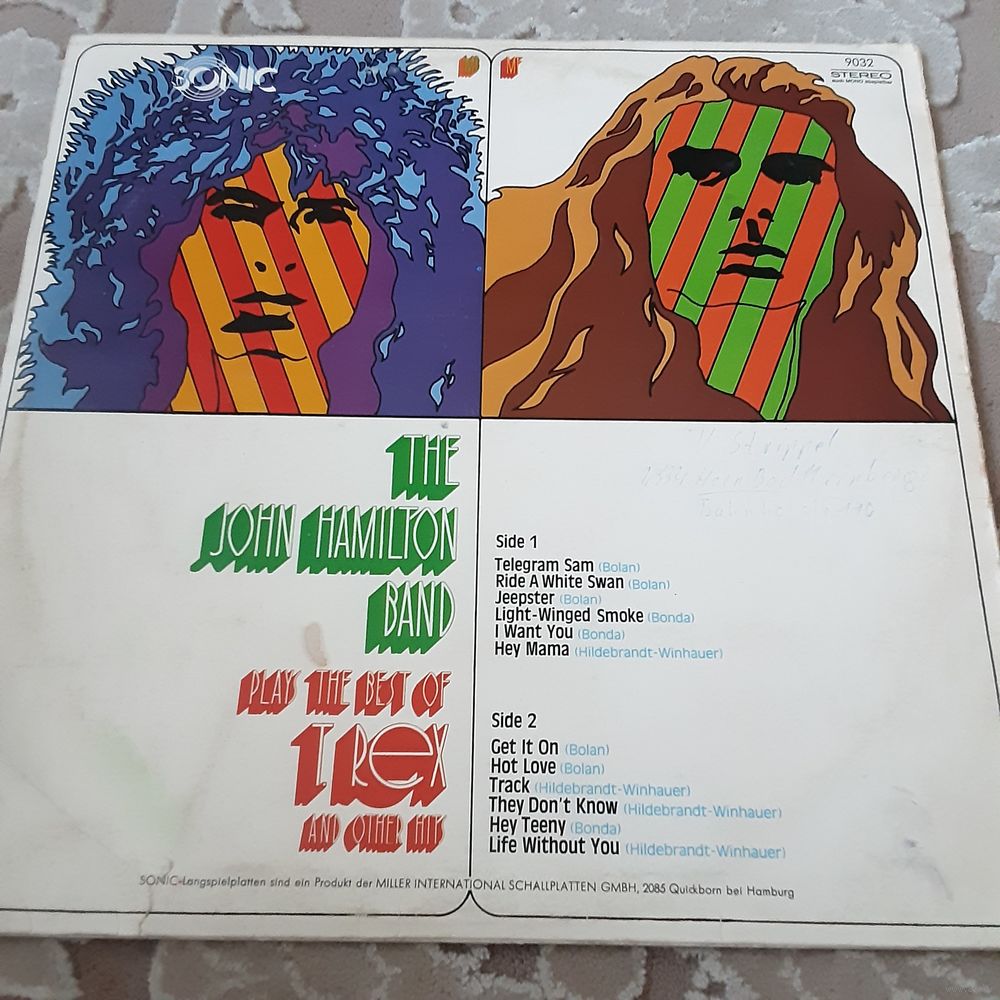 SONIC
MF
9032
STEREO
auch MONO abspielbar
THE
JOHN HAMILTON
BAND
PLAY THE BEST OF
T. REX
AND OTHER HITS
Side 1
Telegram Sam (Bolan)
Ride A White Swan (Bolan)
Jeepster (Bolan)
Light-Winged Smoke (Bonda)
I Want You (Bonda)
Hey Mama (Hildebrandt-Winhauer)
Side 2
Get It On (Bolan)
Hot Love (Bolan)
Track (Hildebrandt-Winhauer)
They Don't Know (Hildebrandt-Winhauer)
Hey Teeny (Bonda)
Life Without You (Hildebrandt-Winhauer)
SONIC-Langspielplatten sind ein Produkt der MILLER INTERNATIONAL SCHALLPLATTEN GMBH, 2085 Quickborn bei Hamburg